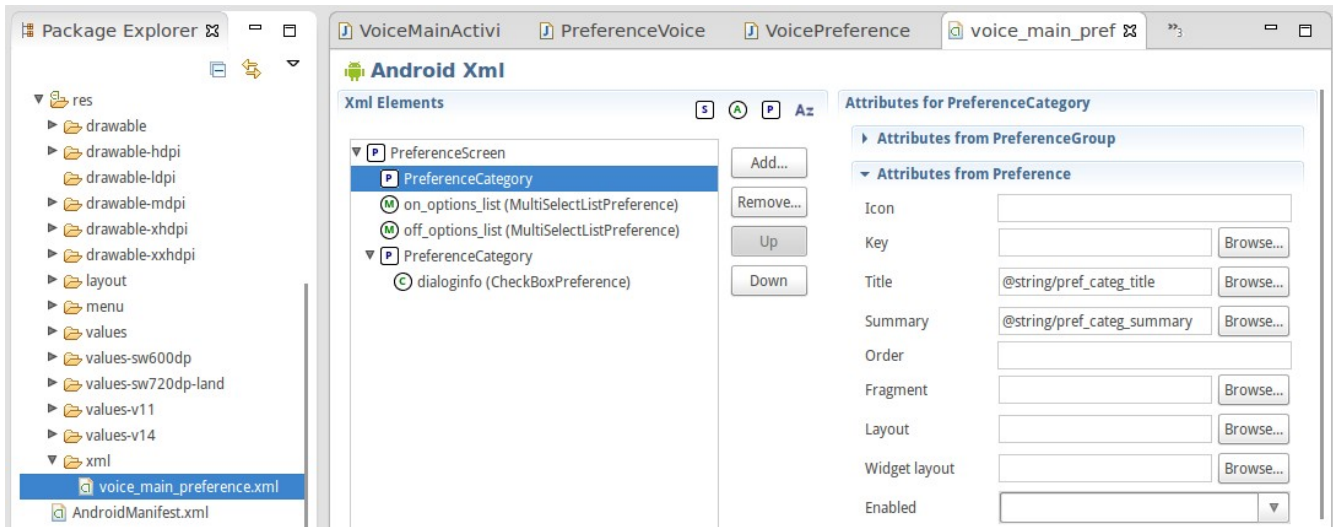 Package Explorer
res
drawable
drawable-hdpi
drawable-ldpi
drawable-mdpi
drawable-xhdpi
drawable-xxhdpi
layout
menu
values
values-sw600dp
values-sw720dp-land
values-v11
values-v14
xml
voice_main_preference.xml
AndroidManifest.xml
VoiceMainActivi
PreferenceVoice
VoicePreference
voice_main_pref
»3
Android Xml
Xml Elements
S A P Az
P PreferenceScreen
P PreferenceCategory
M on_options_list (MultiSelectListPreference)
M off_options_list (MultiSelectListPreference)
P PreferenceCategory
C dialoginfo (CheckBoxPreference)
Add...
Remove...
Up
Down
Attributes for PreferenceCategory
Attributes from PreferenceGroup
Attributes from Preference
Icon
Key Browse...
Title @string/pref_categ_title Browse...
Summary @string/pref_categ_summary Browse...
Order
Fragment Browse...
Layout Browse...
Widget layout Browse...
Enabled